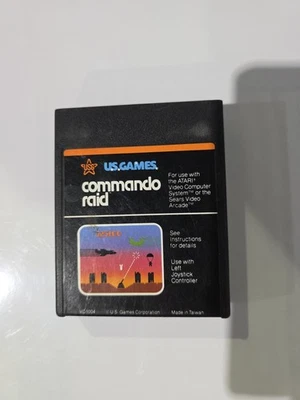 U.S.GAMES.
commando
raid
For use with
the ATARI®
Video Computer
System™ or the
Sears Video
Arcade™
See
Instructions
for details
Use with
Left
Joystick
Controller
© U.S. Games Corporation
Made in Taiwan